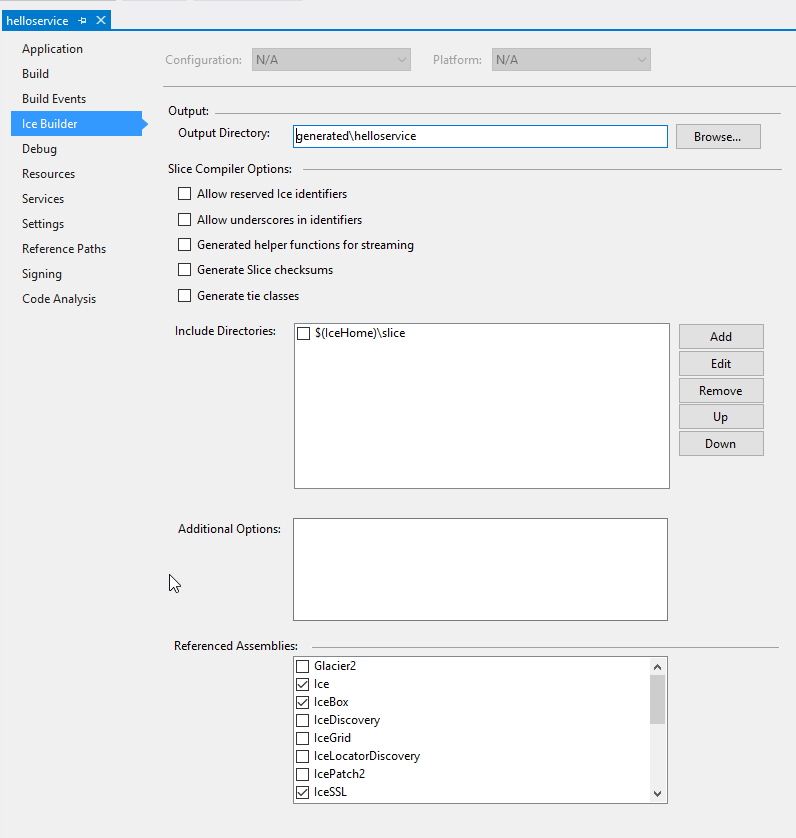 helloservice
Application
Build
Build Events
Ice Builder
Debug
Resources
Services
Settings
Reference Paths
Signing
Code Analysis
Configuration: N/A Platform: N/A
Output:
Output Directory: generated\helloservice Browse...
Slice Compiler Options:
Allow reserved Ice identifiers
Allow underscores in identifiers
Generated helper functions for streaming
Generate Slice checksums
Generate tie classes
Include Directories: $(IceHome)\slice
Add
Edit
Remove
Up
Down
Additional Options:
Referenced Assemblies:
Glacier2
Ice
IceBox
IceDiscovery
IceGrid
IceLocatorDiscovery
IcePatch2
IceSSL